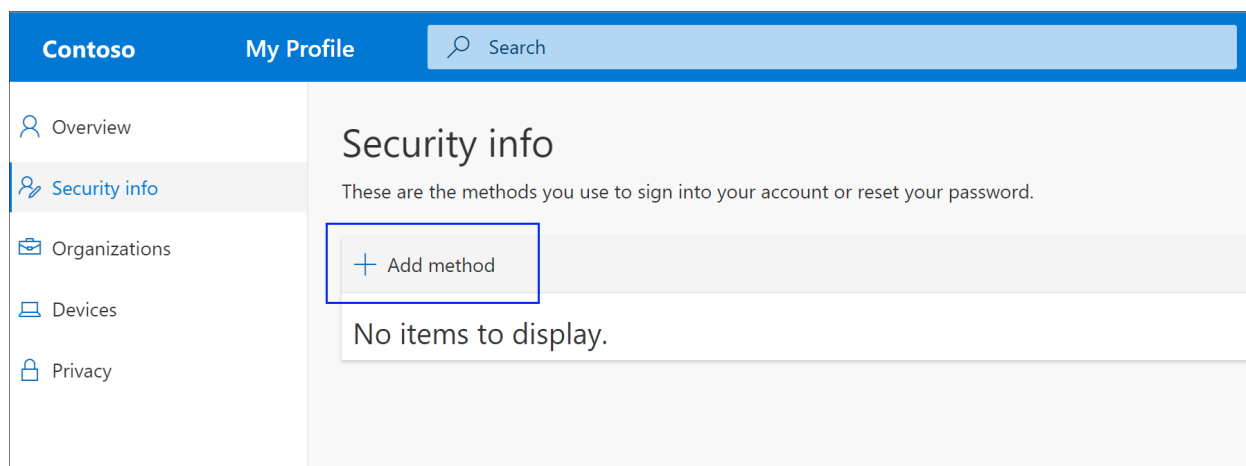 Contoso My Profile Search
Overview
Security info
Organizations
Devices
Privacy
Security info
These are the methods you use to sign into your account or reset your password.
Add method
No items to display.